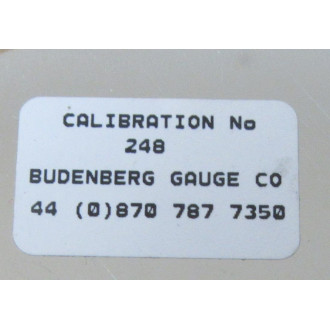 CALIBRATION No
248
BUDENBERG GAUGE CO
44 (0)870 787 7350